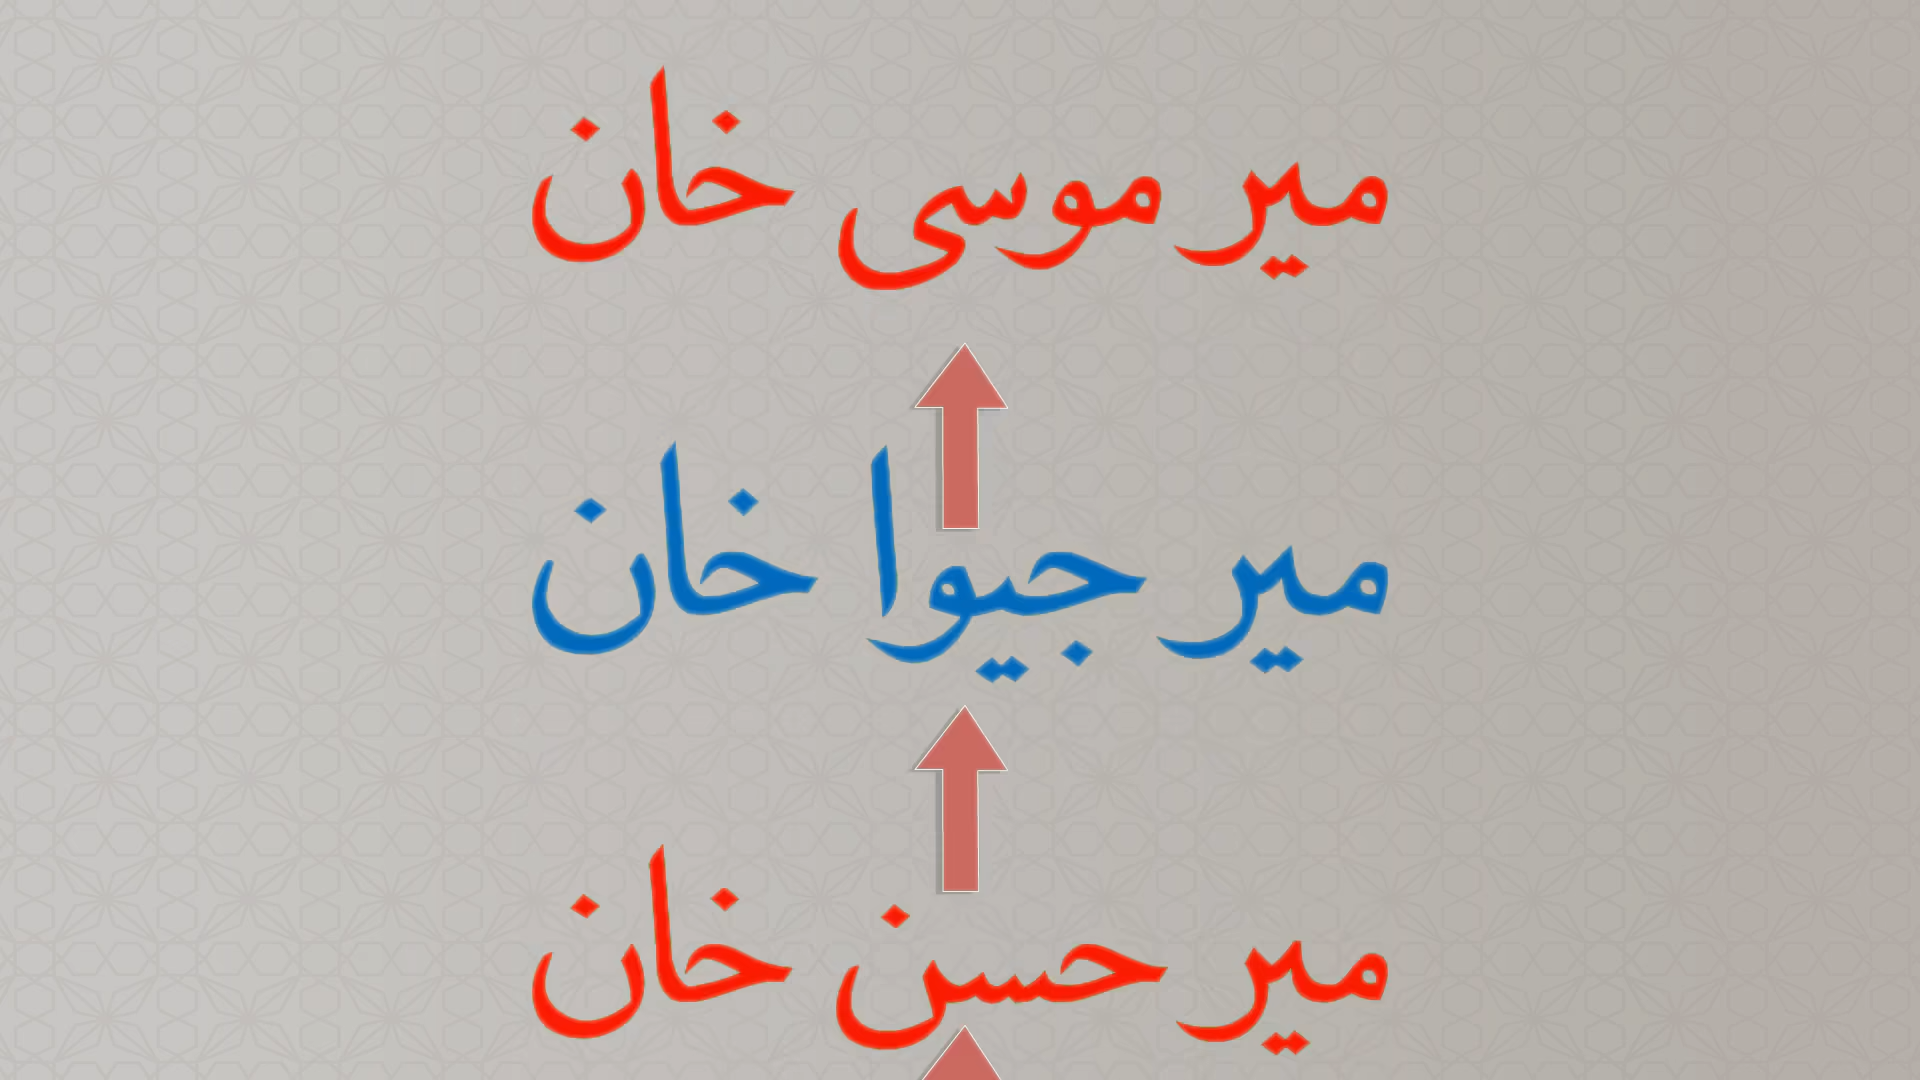 میر موسی خان
میر جیوا خان
میر حسن خان